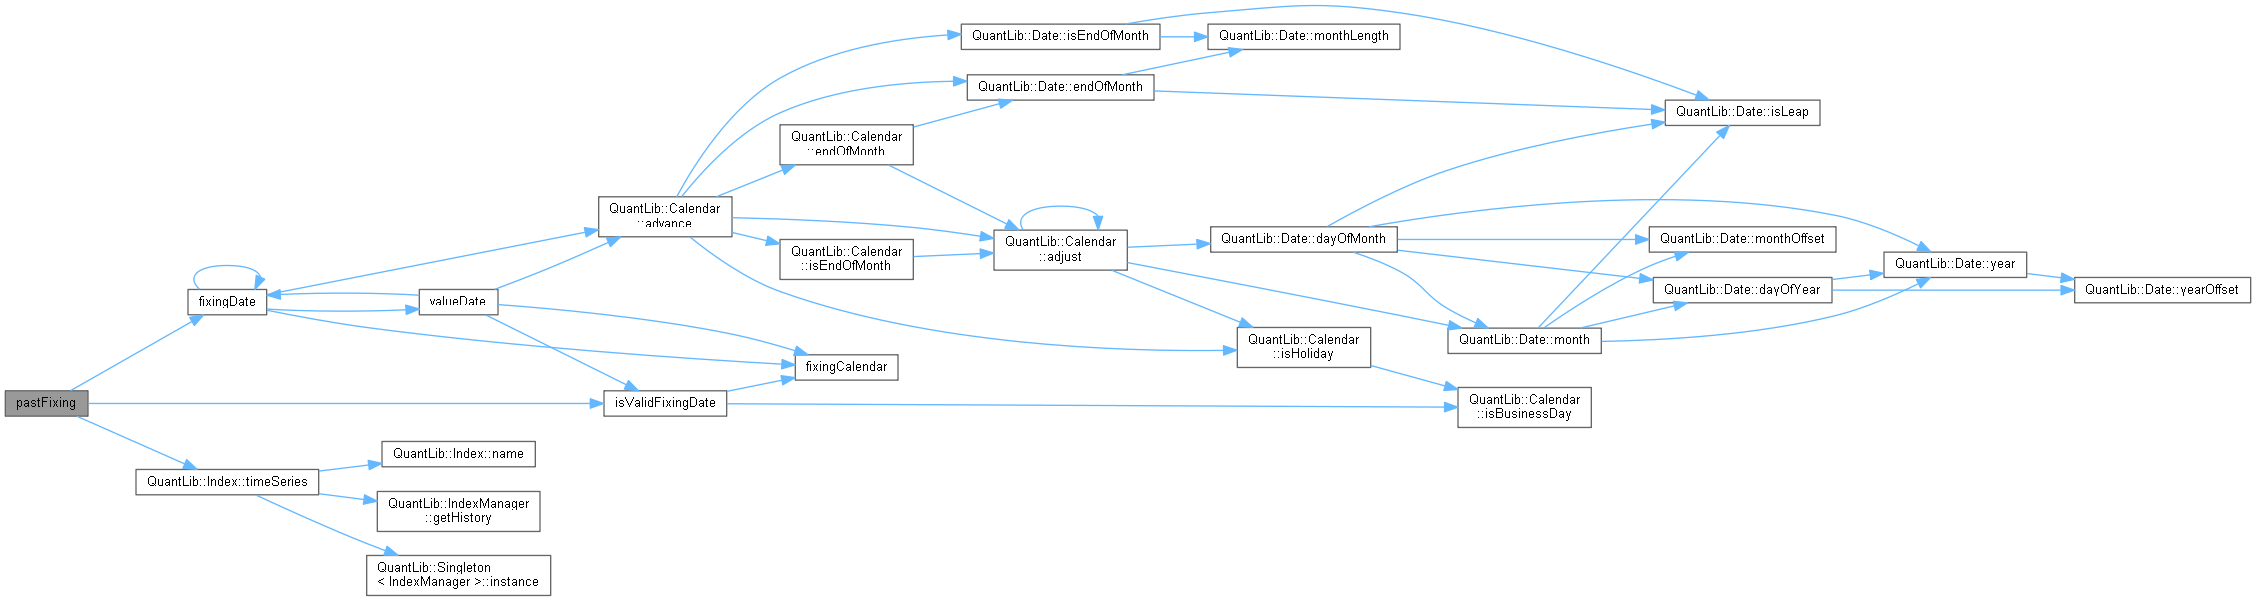 pastFixing
fixingDate
valueDate
QuantLib::Calendar
::advance
QuantLib::Date::isEndOfMonth
QuantLib::Date::monthLength
QuantLib::Date::endOfMonth
QuantLib::Date::isLeap
QuantLib::Calendar
::endOfMonth
QuantLib::Calendar
::isEndOfMonth
QuantLib::Calendar
::adjust
QuantLib::Date::dayOfMonth
QuantLib::Date::monthOffset
QuantLib::Date::year
QuantLib::Date::dayOfYear
QuantLib::Date::yearOffset
QuantLib::Date::month
QuantLib::Calendar
::isHoliday
fixingCalendar
isValidFixingDate
QuantLib::Calendar
::isBusinessDay
QuantLib::Index::timeSeries
QuantLib::Index::name
QuantLib::IndexManager
::getHistory
QuantLib::Singleton
< IndexManager >::instance